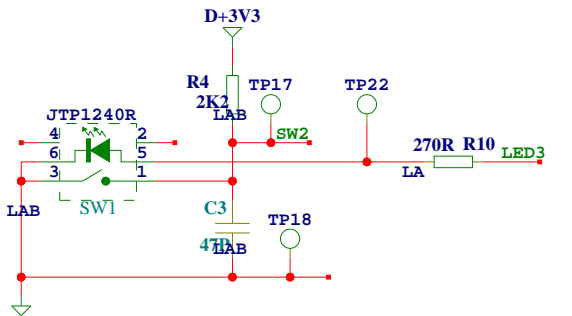 D+3V3
R4
2K2
LAB
TP17
TP22
JTP1240R
4
2
SW2
6
5
270R
R10
LED3
3
1
LA
LAB
SW1
C3
TP18
LAB